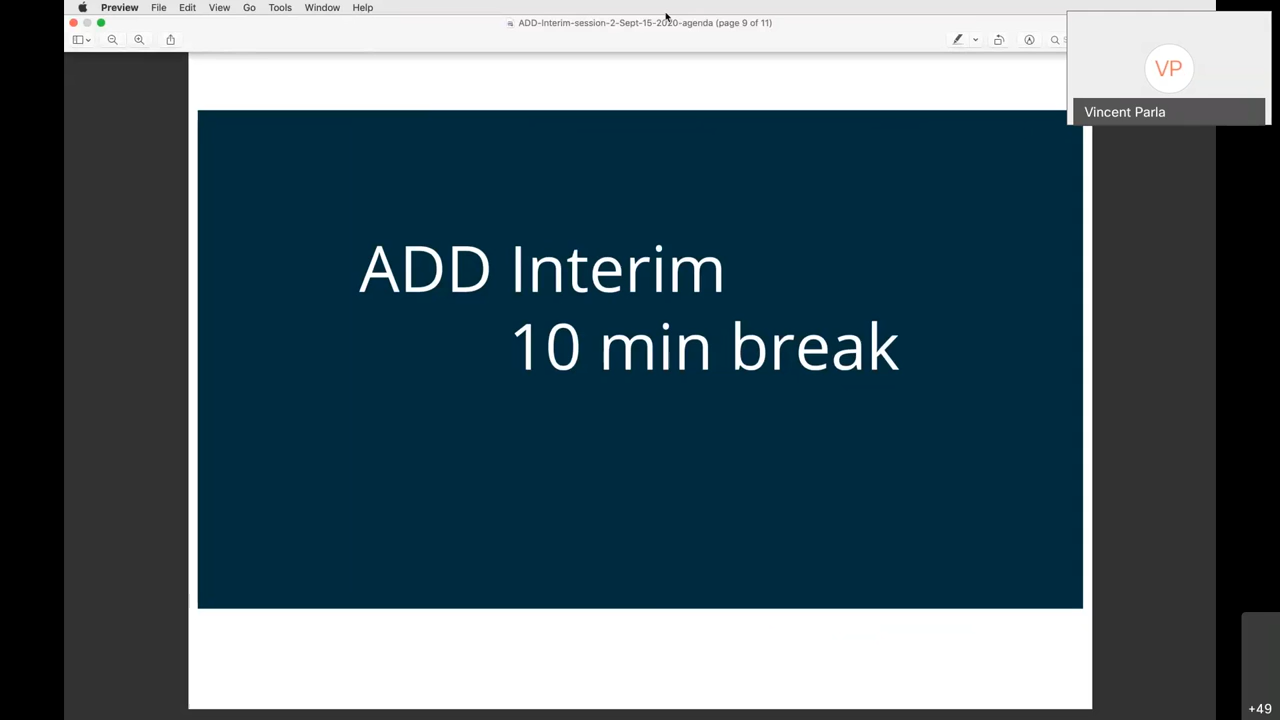 Preview File Edit View Go Tools Window Help
ADD-Interim-session-2-Sept-15-2020-agenda (page 9 of 11)
VP
Vincent Parla
ADD Interim
10 min break
+49